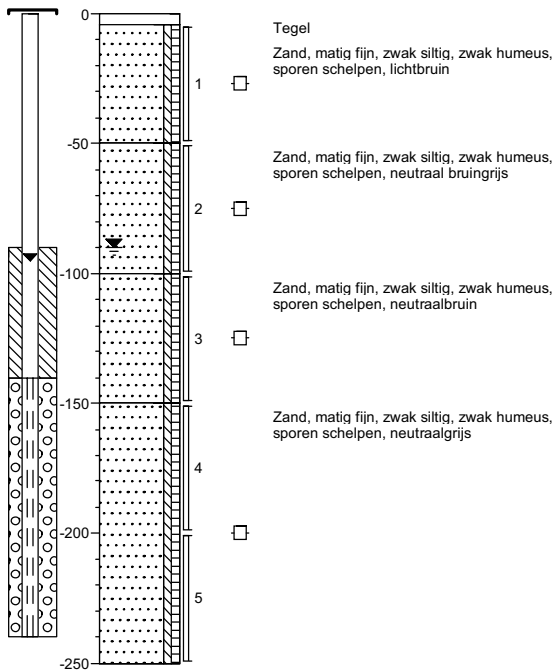 0
Tegel
Zand, matig fijn, zwak siltig, zwak humeus,
sporen schelpen, lichtbruin
1
-50
Zand, matig fijn, zwak siltig, zwak humeus,
sporen schelpen, neutraal bruingrijs
2
-100
Zand, matig fijn, zwak siltig, zwak humeus,
sporen schelpen, neutraalbruin
3
-150
Zand, matig fijn, zwak siltig, zwak humeus,
sporen schelpen, neutraalgrijs
4
-200
5
-250